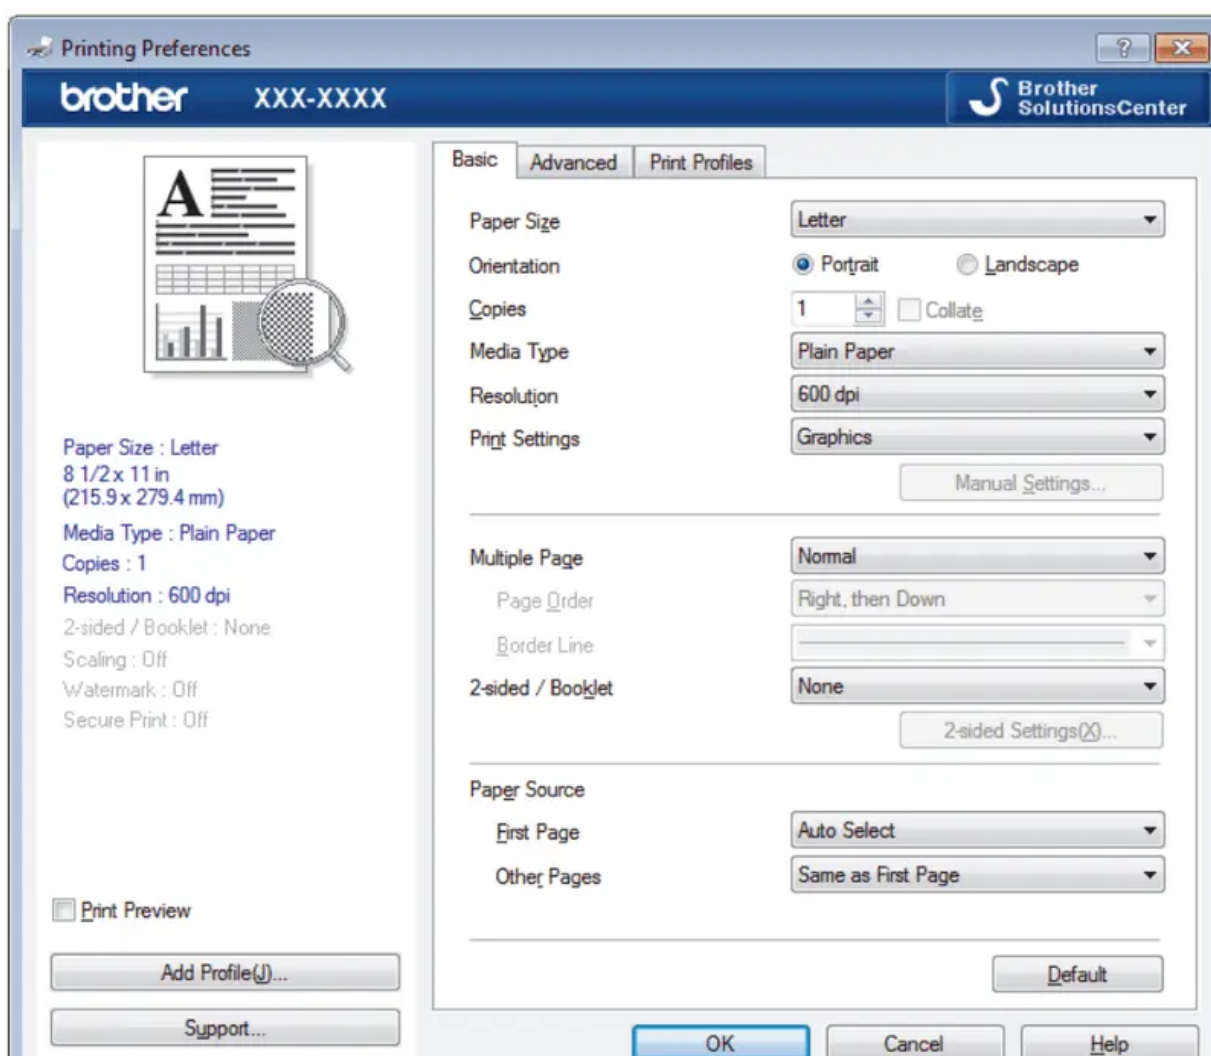 Printing Preferences
?
brother XXX-XXXX
Brother
SolutionsCenter
A
Paper Size : Letter
8 1/2 x 11 in
(215.9 x 279.4 mm)
Media Type : Plain Paper
Copies : 1
Resolution : 600 dpi
2-sided / Booklet : None
Scaling : Off
Watermark : Off
Secure Print : Off
Print Preview
Add Profile(J)...
Support...
Basic Advanced Print Profiles
Paper Size Letter
Orientation Portrait Landscape
Copies 1 Collate
Media Type Plain Paper
Resolution 600 dpi
Print Settings Graphics
Manual Settings...
Multiple Page Normal
Page Order Right, then Down
Border Line
2-sided / Booklet None
2-sided Settings(X)...
Paper Source
First Page Auto Select
Other Pages Same as First Page
Default
OK Cancel Help